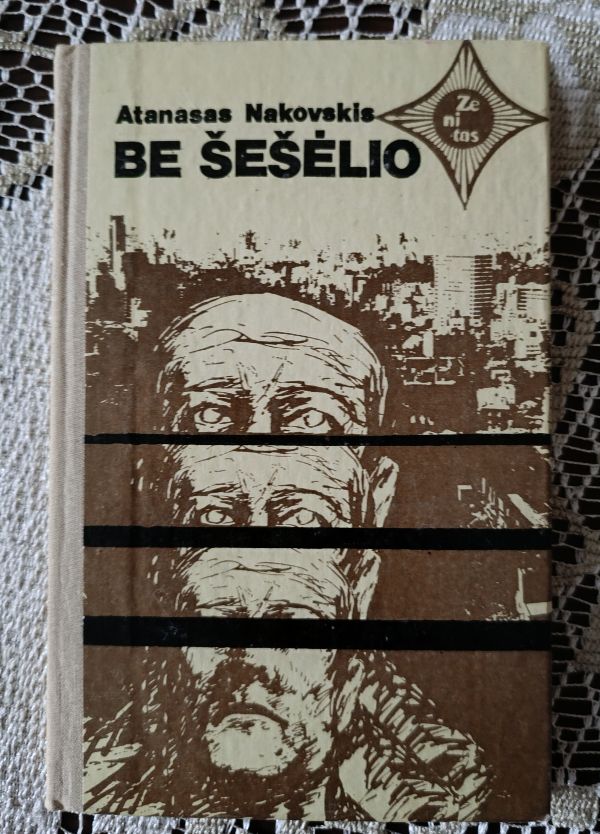 Atanasas Nakovskis
BE ŠEŠĖLIO
Ze
ni
tas